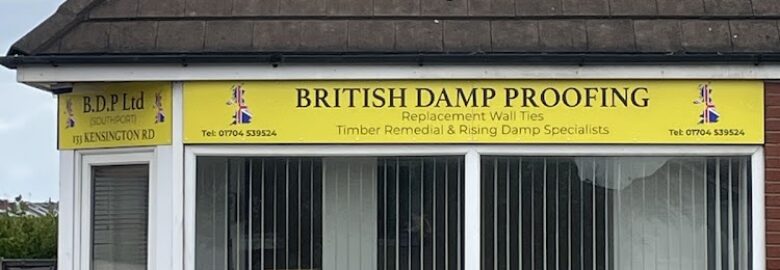 B.D.P Ltd
(SOUTHPORT)
133 KENSINGTON RD
Tel: 01704 539524
BRITISH DAMP PROOFING
Replacement Wall Ties
Timber Remedial & Rising Damp Specialists
Tel: 01704 539524